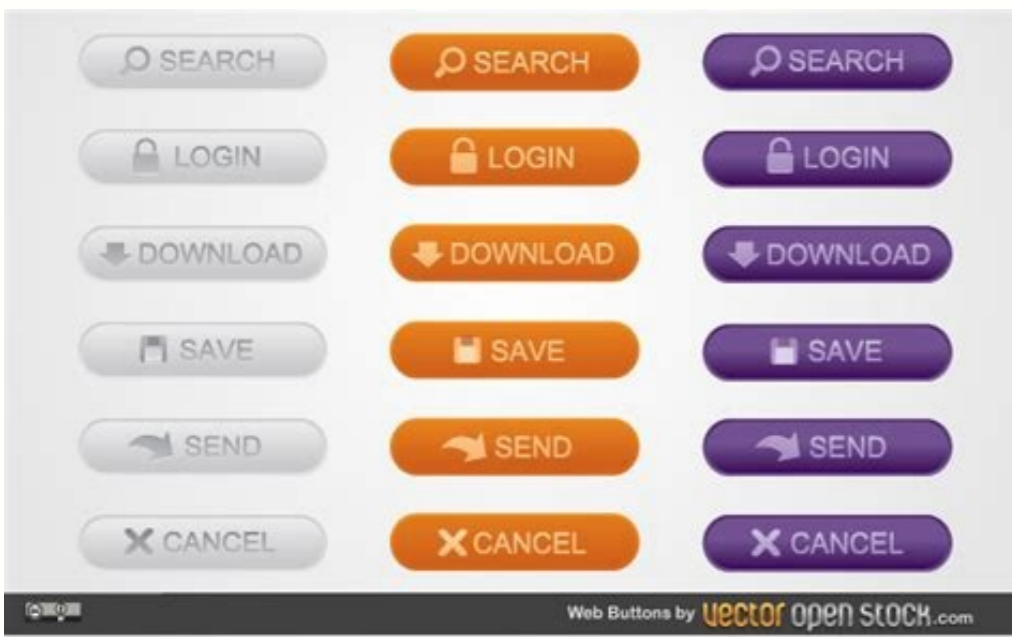 SEARCH SEARCH SEARCH
LOGIN LOGIN LOGIN
DOWNLOAD DOWNLOAD DOWNLOAD
SAVE SAVE SAVE
SEND SEND SEND
CANCEL CANCEL CANCEL
Web Buttons by vector open stock.com